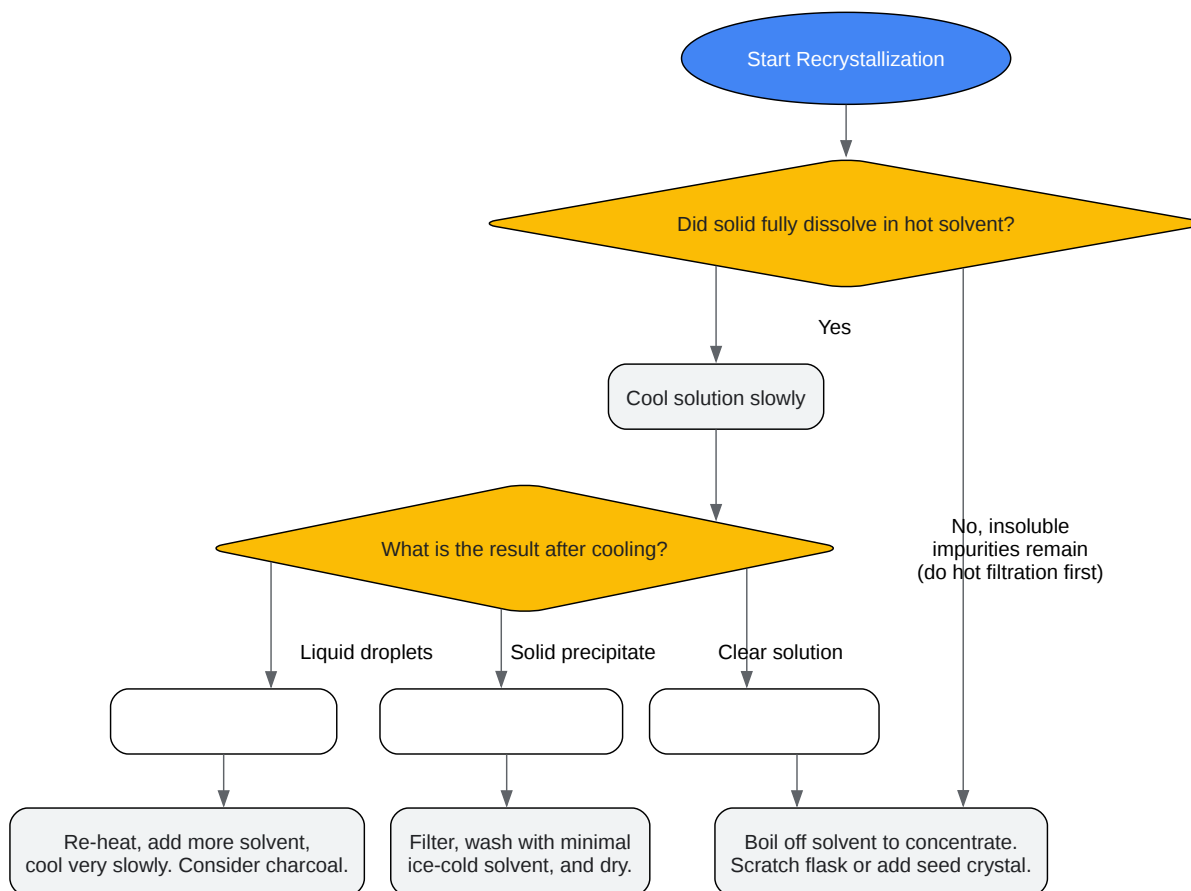 Start Recrystallization
Did solid fully dissolve in hot solvent?
Yes
Cool solution slowly
No, insoluble
impurities remain
(do hot filtration first)
What is the result after cooling?
Liquid droplets
Solid precipitate
Clear solution
Re-heat, add more solvent,
cool very slowly. Consider charcoal.
Filter, wash with minimal
ice-cold solvent, and dry.
Boil off solvent to concentrate.
Scratch flask or add seed crystal.